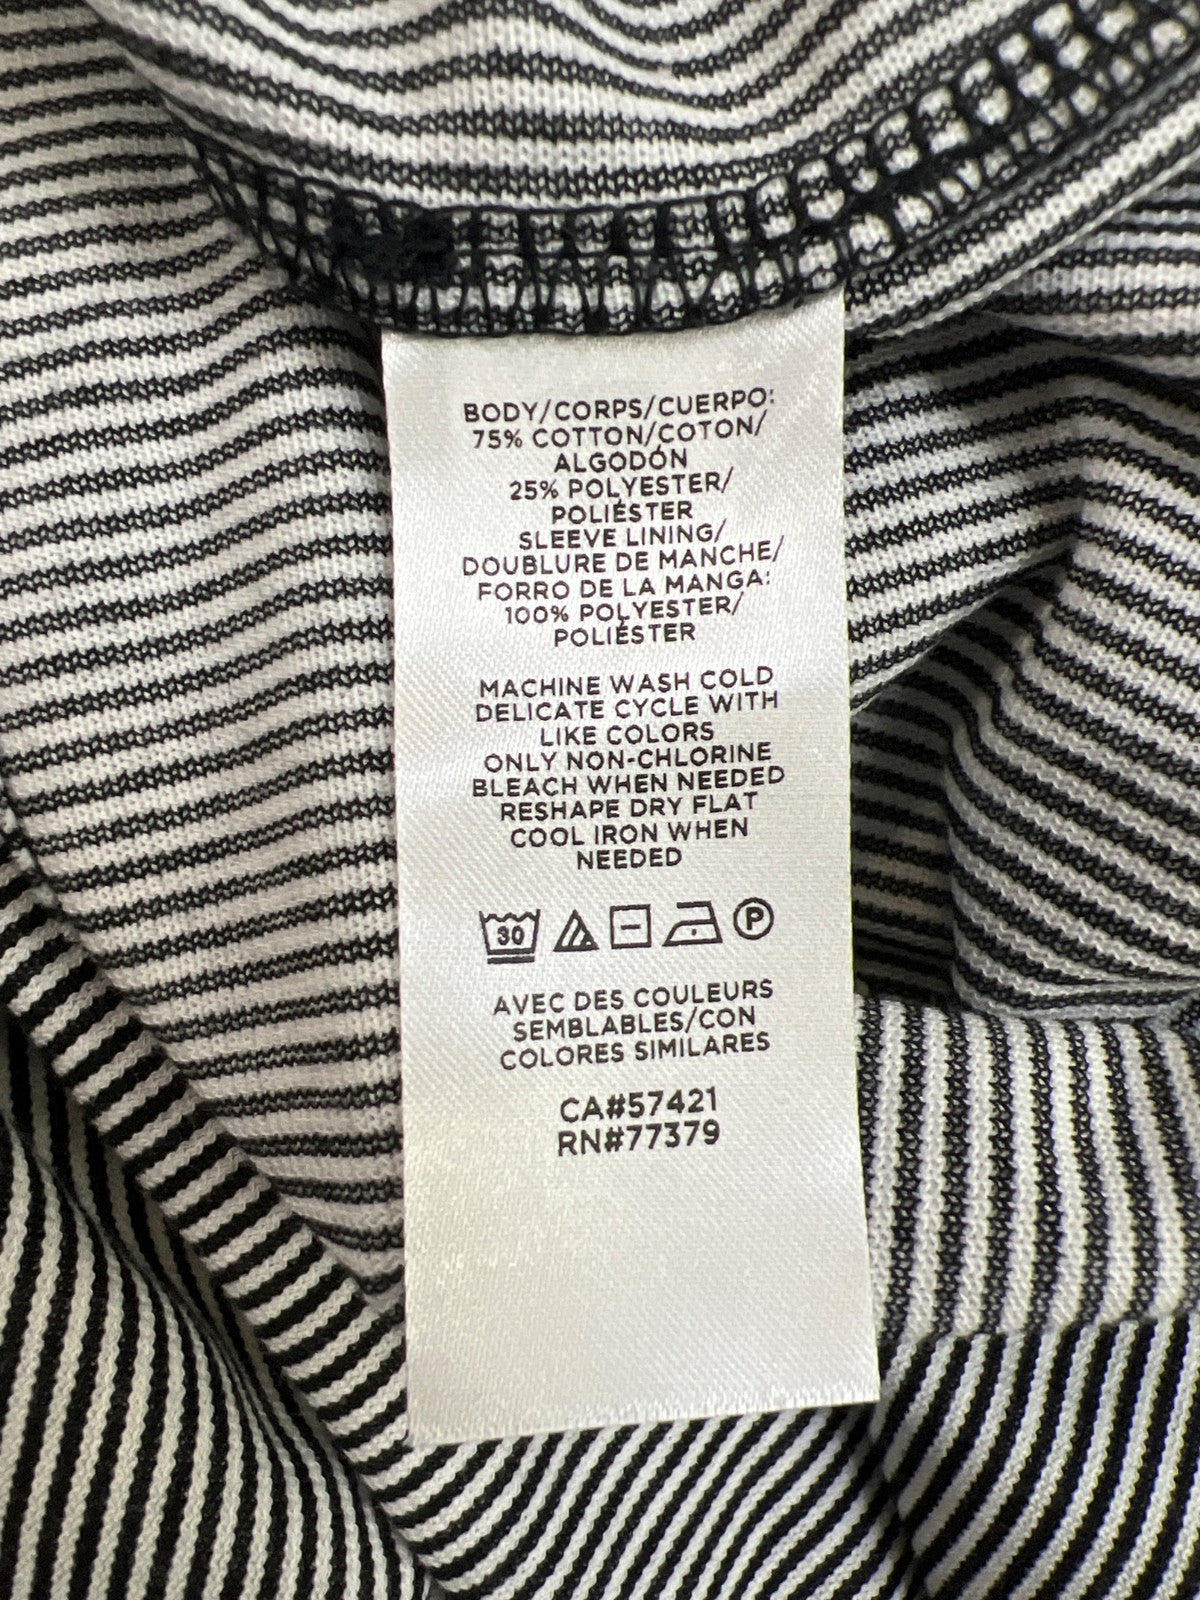 BODY/CORPS/CUERPO:
75% COTTON/COTON/
ALGODÓN
25% POLYESTER/
POLIÉSTER
SLEEVE LINING/
DOUBLURE DE MANCHE/
FORRO DE LA MANGA:
100% POLYESTER/
POLIÉSTER
MACHINE WASH COLD
DELICATE CYCLE WITH
LIKE COLORS
ONLY NON-CHLORINE
BLEACH WHEN NEEDED
RESHAPE DRY FLAT
COOL IRON WHEN
NEEDED
30 P
AVEC DES COULEURS
SEMBLABLES/CON
COLORES SIMILARES
CA#57421
RN#77379